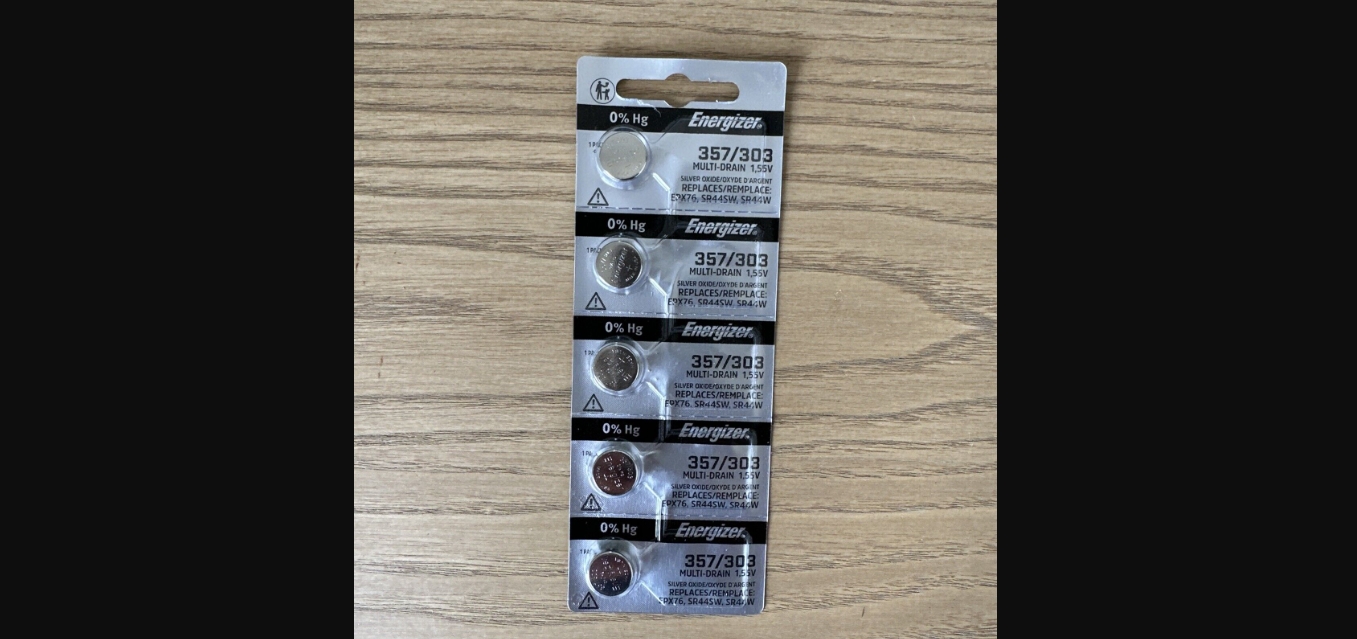 0% Hg Energizer
357/303
MULTI-DRAIN 1,55V
SILVER OXIDE/OXYDE D'ARGENT
REPLACES/REMPLACE:
EPX76, SR44SW, SR44W
0% Hg Energizer
357/303
MULTI-DRAIN 1,55V
SILVER OXIDE/OXYDE D'ARGENT
REPLACES/REMPLACE:
EPX76, SR44SW, SR44W
0% Hg Energizer
357/303
MULTI-DRAIN 1,55V
SILVER OXIDE/OXYDE D'ARGENT
REPLACES/REMPLACE:
EPX76, SR44SW, SR44W
0% Hg Energizer
357/303
MULTI-DRAIN 1,55V
SILVER OXIDE/OXYDE D'ARGENT
REPLACES/REMPLACE:
EPX76, SR44SW, SR44W
0% Hg Energizer
357/303
MULTI-DRAIN 1,55V
SILVER OXIDE/OXYDE D'ARGENT
REPLACES/REMPLACE:
EPX76, SR44SW, SR44W